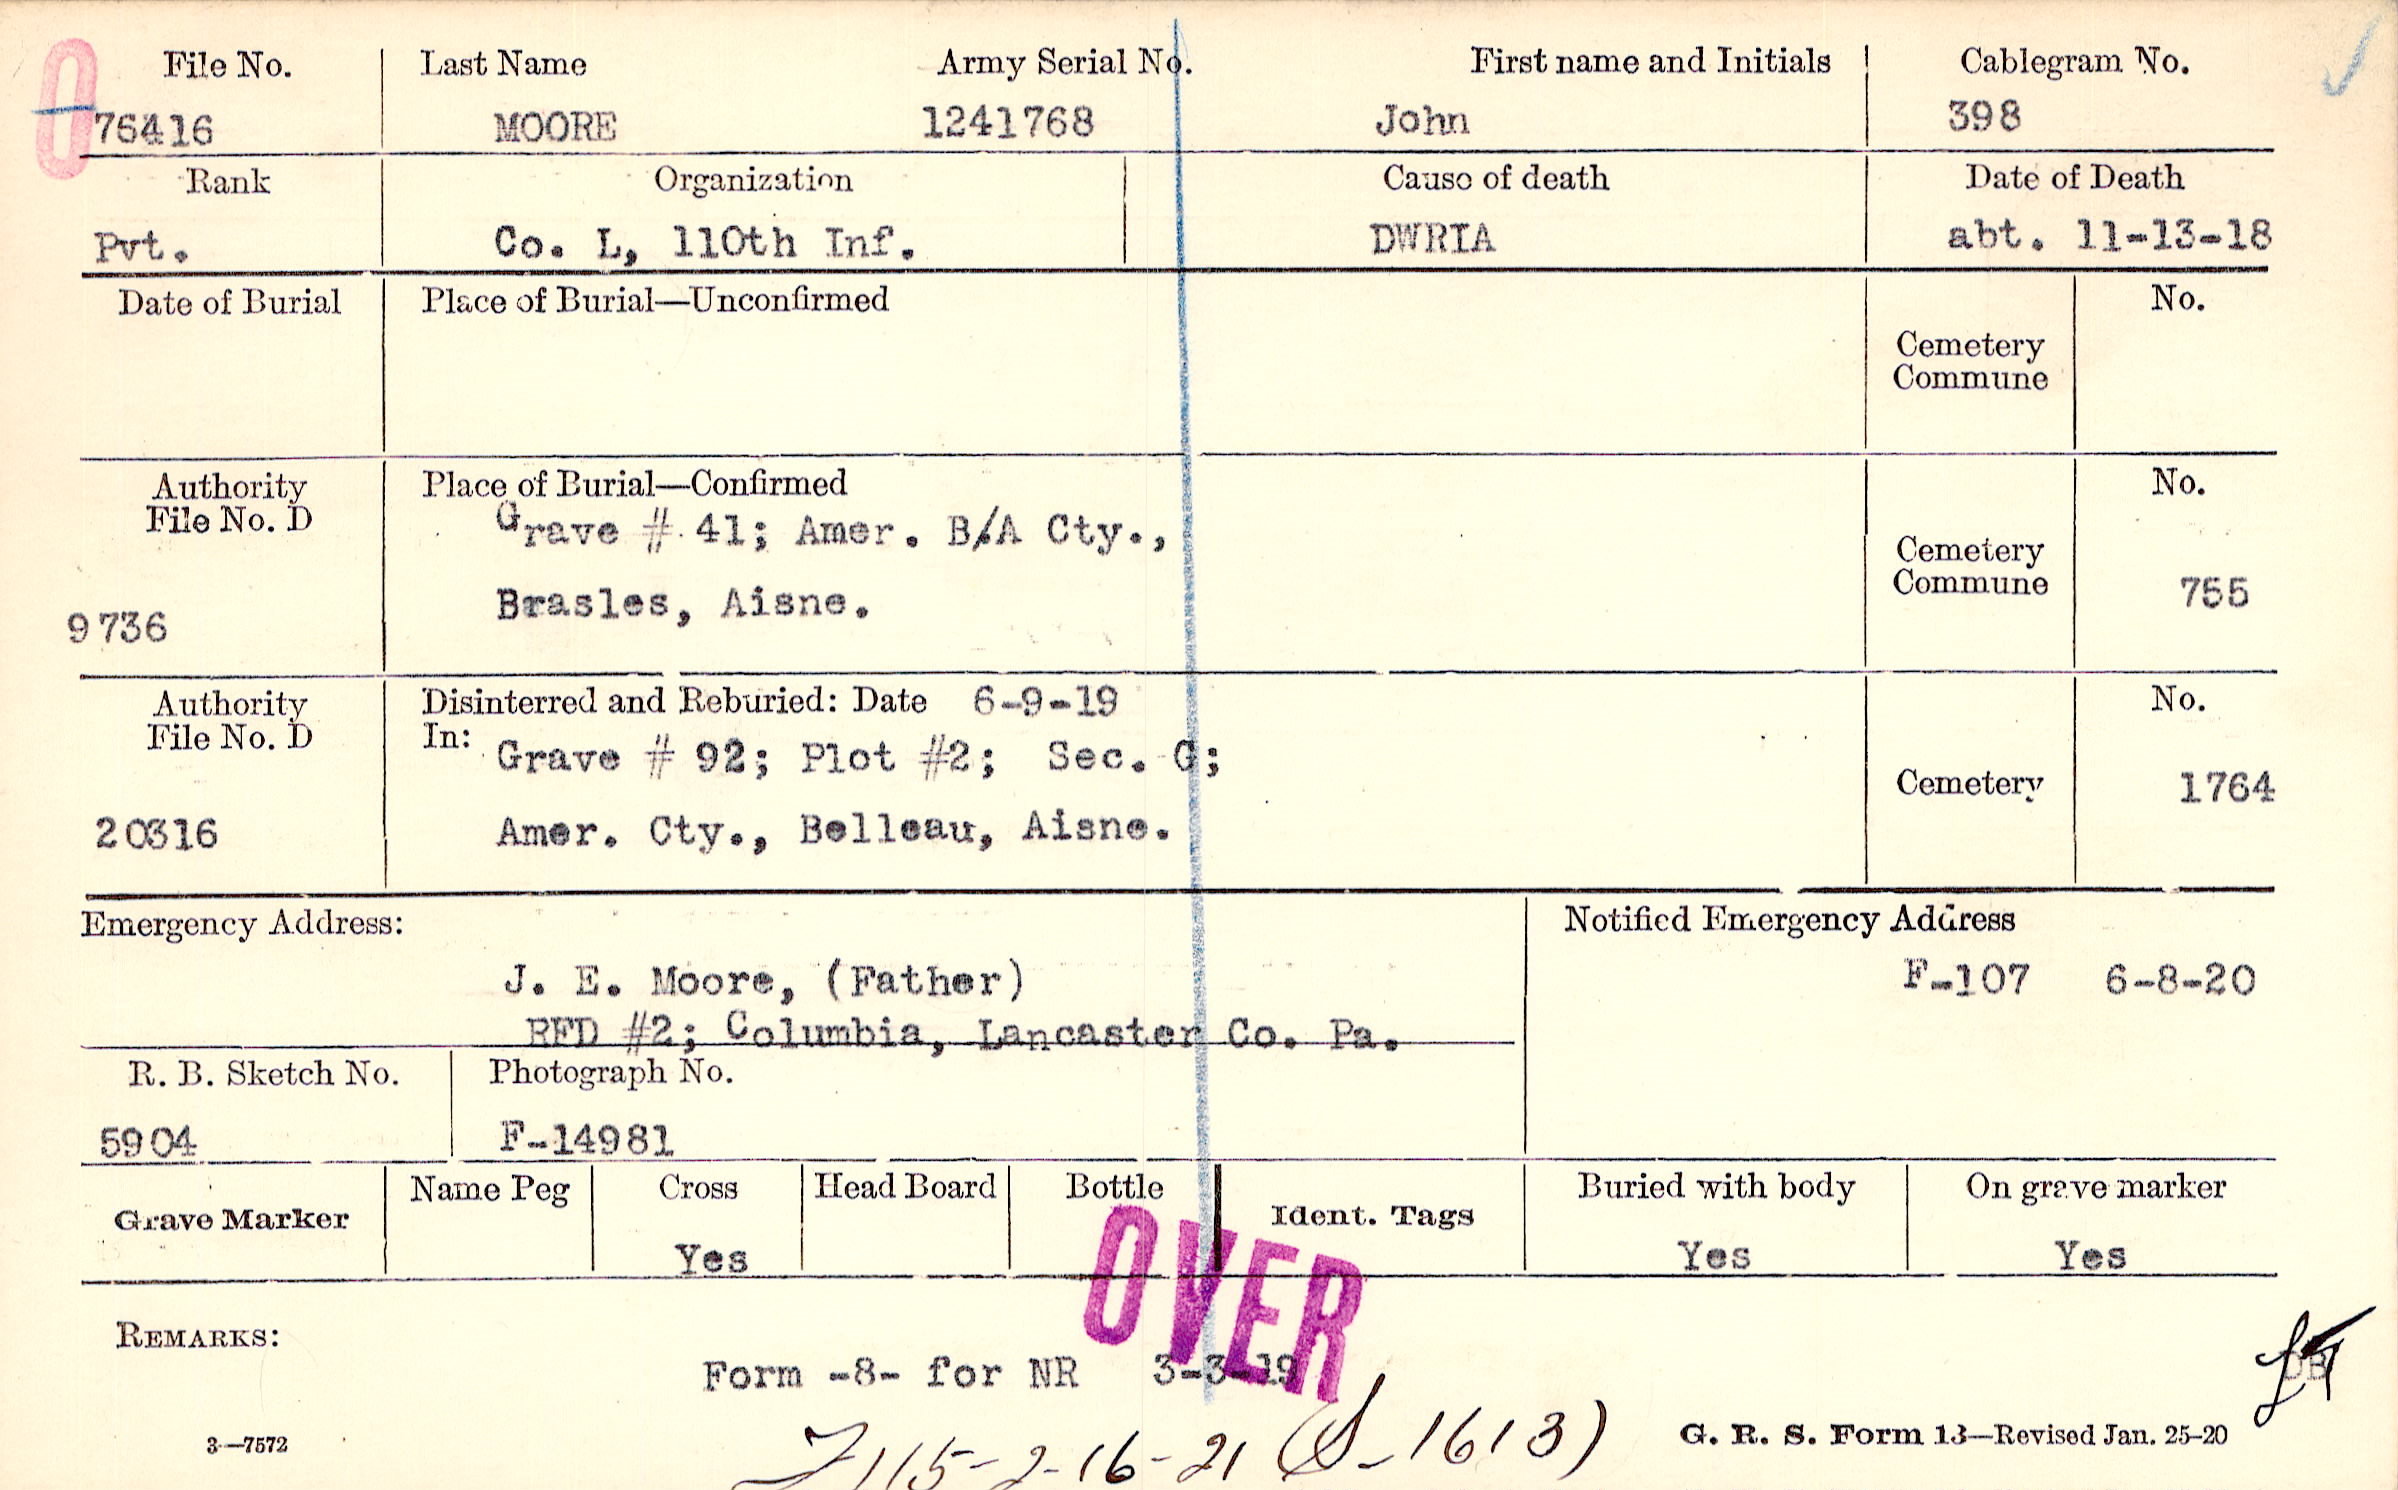 File No. Last Name Army Serial No. First name and Initials Cablegram No.
76416 MOORE 1241768 John 398
Rank Organization Cause of death Date of Death
Pvt. Co. L, 110th Inf. DWRIA abt. 11-13-18
Date of Burial Place of Burial—Unconfirmed No.
Cemetery
Commune
Authority Place of Burial—Confirmed No.
File No. D Grave # 41; Amer. B/A Cty.,
Cemetery
Commune 755
9736 Brasles, Aisne.
Authority Disinterred and Reburied: Date 6-9-19 No.
File No. D In: Grave # 92; Plot #2; Sec. G;
Cemetery 1764
20316 Amer. Cty., Belleau, Aisne.
Emergency Address: Notified Emergency Address
J. E. Moore, (Father) F-107 6-8-20
RFD #2; Columbia, Lancaster Co. Pa.
R. B. Sketch No. Photograph No.
5904 F-14981
Grave Marker Name Peg Cross Head Board Bottle Ident. Tags Buried with body On grave marker
Yes Yes Yes
OVER
REMARKS:
Form -8- for NR 3-3-19
115-2-16-21 (S-1613)
3—7572 G. R. S. Form 13—Revised Jan. 25-20